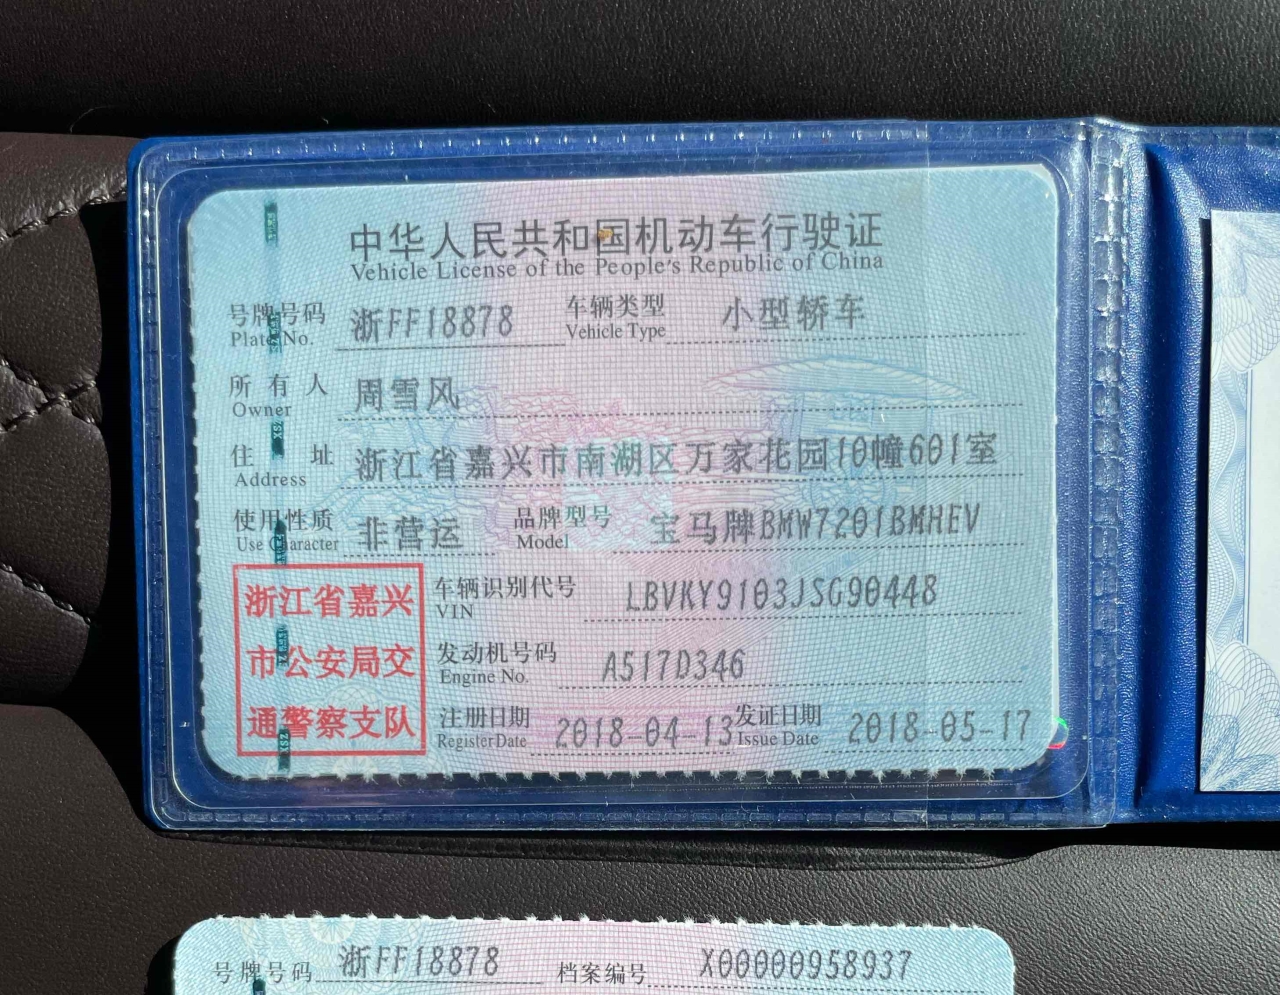 中华人民共和国机动车行驶证
Vehicle License of the People's Republic of China
号牌号码 浙FF18878 车辆类型 小型轿车
Plate No. Vehicle Type
所有人 周雪风
Owner
住址 浙江省嘉兴市南湖区万家花园10幢601室
Address
使用性质 非营运 品牌型号 宝马牌BMW7201BMHEV
Use Character Model
浙江省嘉兴
市公安局交
通警察支队
车辆识别代号 LBVKY9103JSG90448
VIN
发动机号码 A517D346
Engine No.
注册日期 2018-04-13 发证日期 2018-05-17
Register Date Issue Date
号牌号码 浙FF18878 档案编号 X00000958937